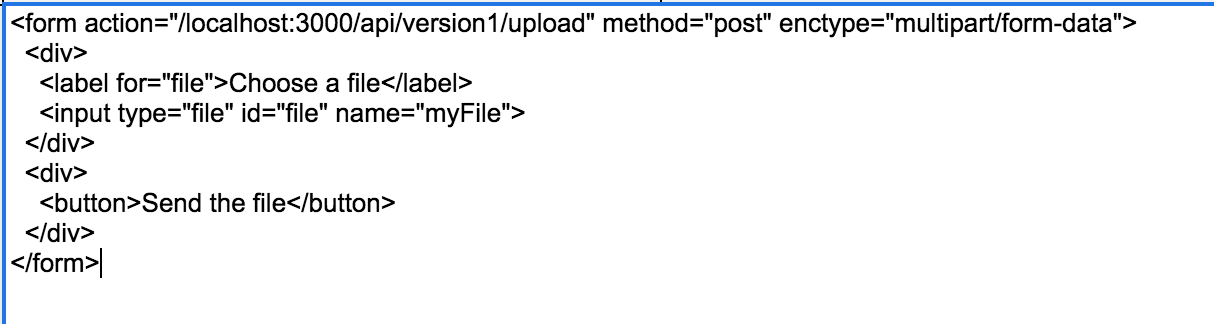 <form action="/localhost:3000/api/version1/upload" method="post" enctype="multipart/form-data">
<div>
<label for="file">Choose a file</label>
<input type="file" id="file" name="myFile">
</div>
<div>
<button>Send the file</button>
</div>
</form>